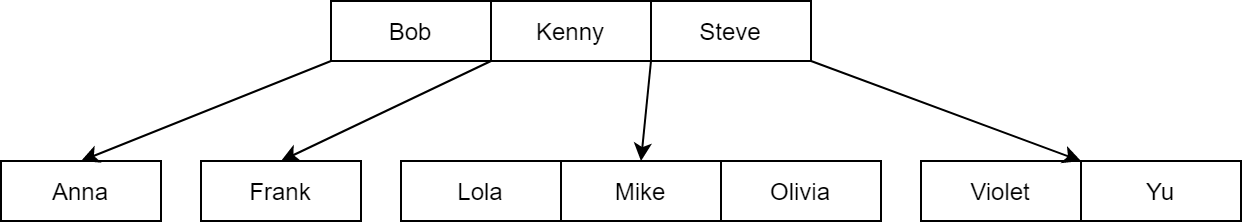 Bob Kenny Steve
Anna Frank Lola Mike Olivia Violet Yu